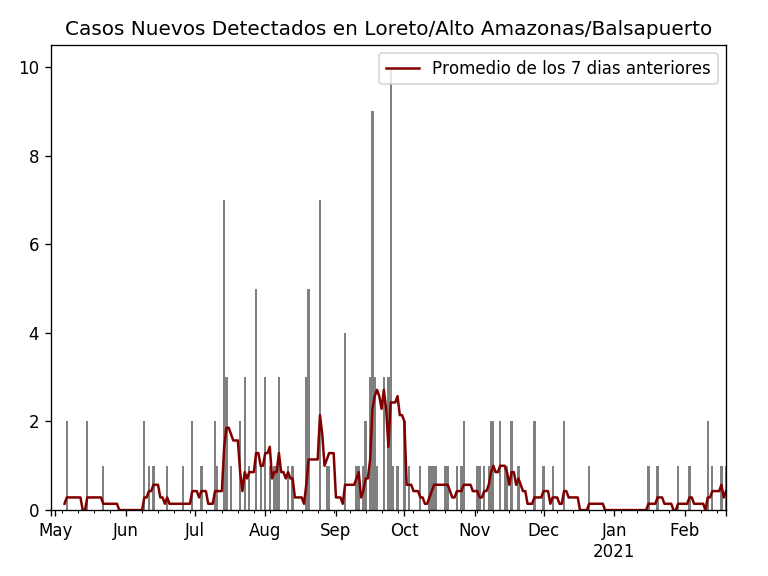 Casos Nuevos Detectados en Loreto/Alto Amazonas/Balsapuerto
Promedio de los 7 dias anteriores
10
8
6
4
2
0
May Jun Jul Aug Sep Oct Nov Dec Jan Feb
2021